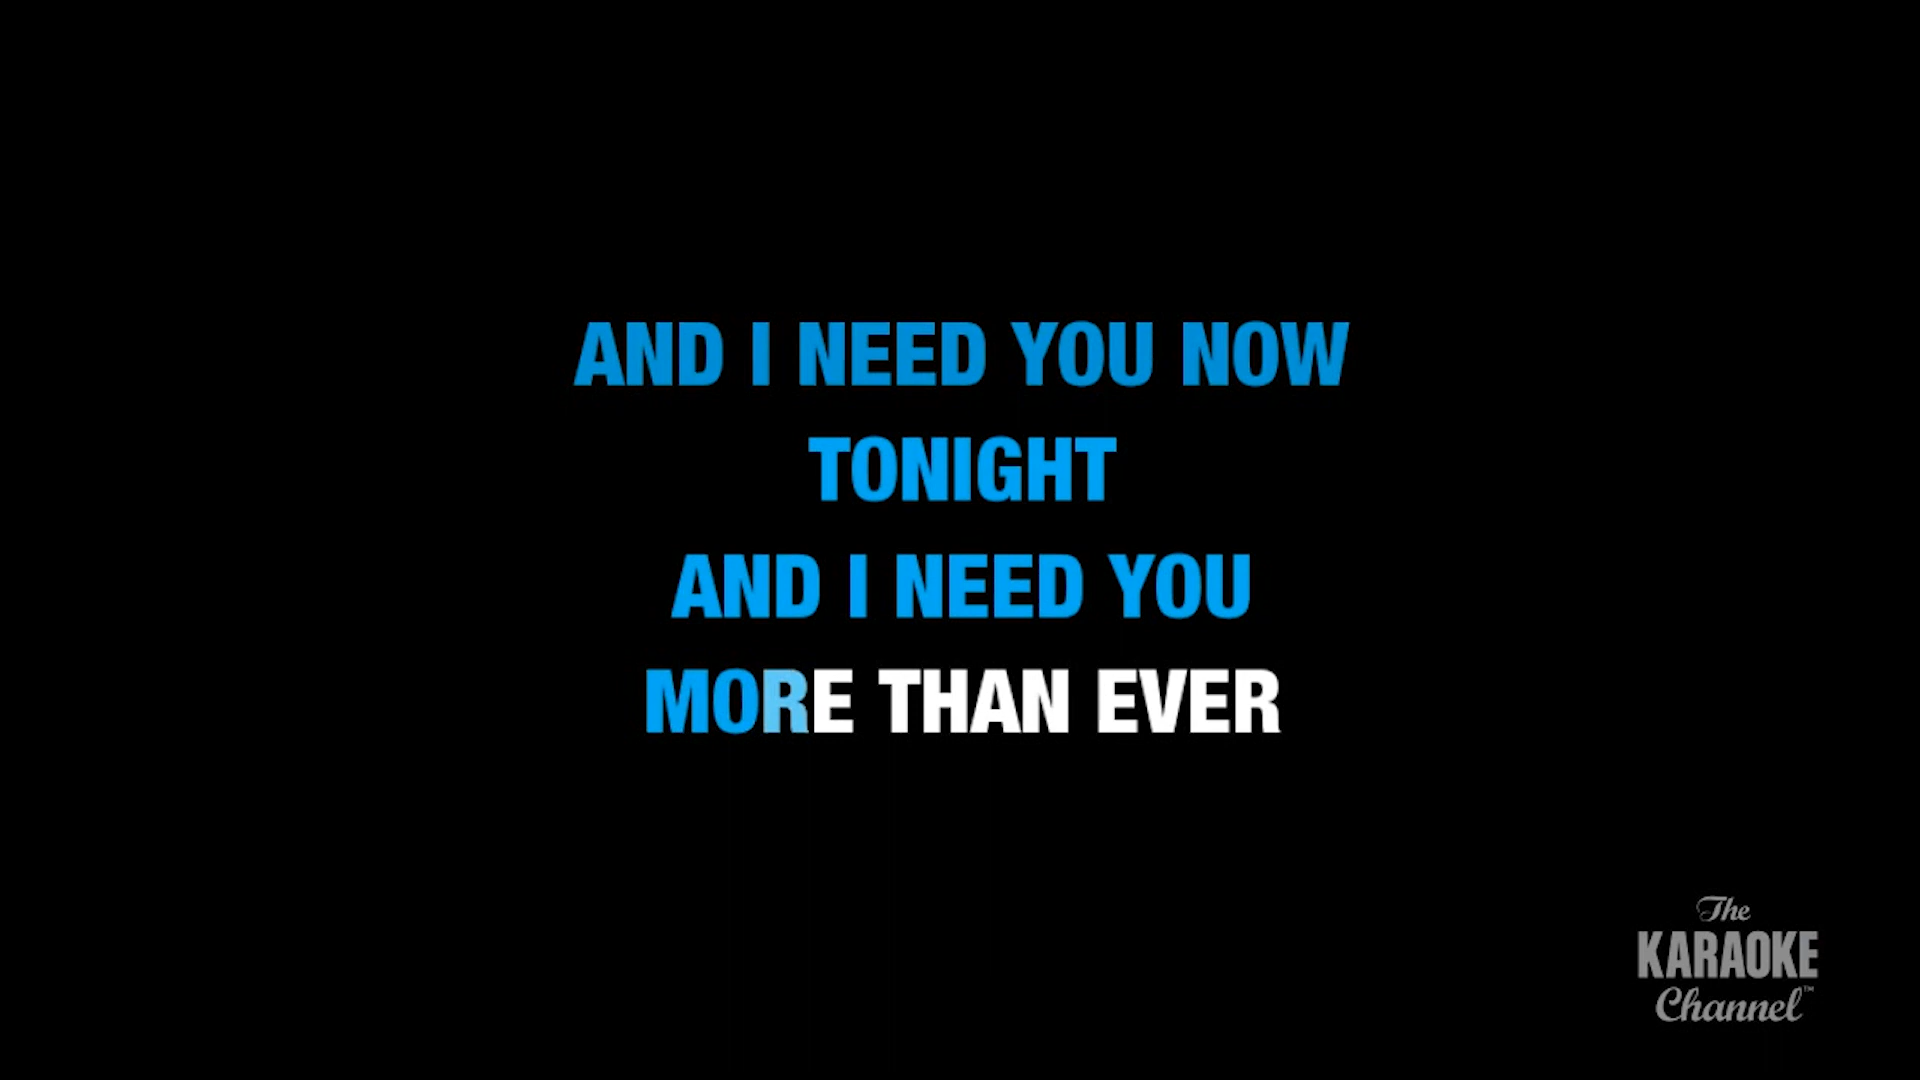 AND I NEED YOU NOW
TONIGHT
AND I NEED YOU
MORE THAN EVER
The
KARAOKE
Channel™